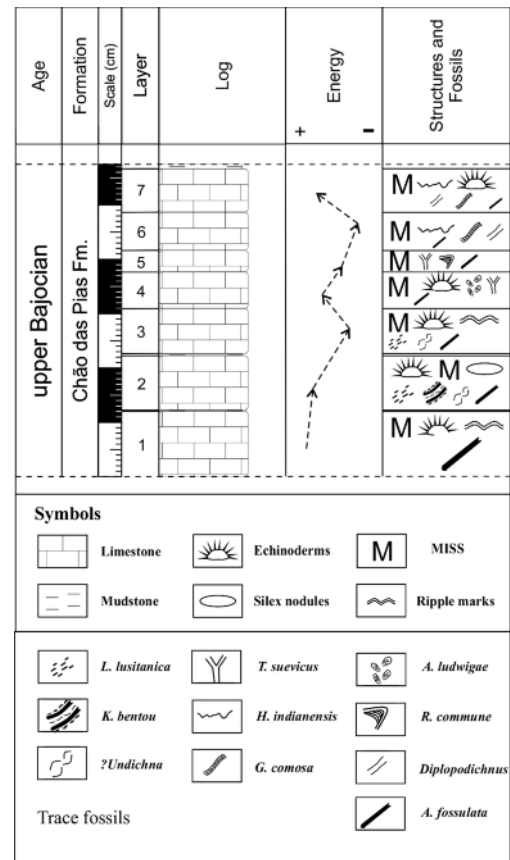 Age
Formation
Scale (cm)
Layer
Log
Energy
+ -
Structures and
Fossils
upper Bajocian
Chão das Pias Fm.
7
M
6
M
5
M
4
M
3
M
2
M
1
M
Symbols
Limestone Echinoderms M MISS
Mudstone Silex nodules Ripple marks
L. lusitanica T. suevicus A. ludwigae
K. bentou H. indianensis R. commune
?Undichna G. comosa Diplopodichnus
A. fossulata
Trace fossils